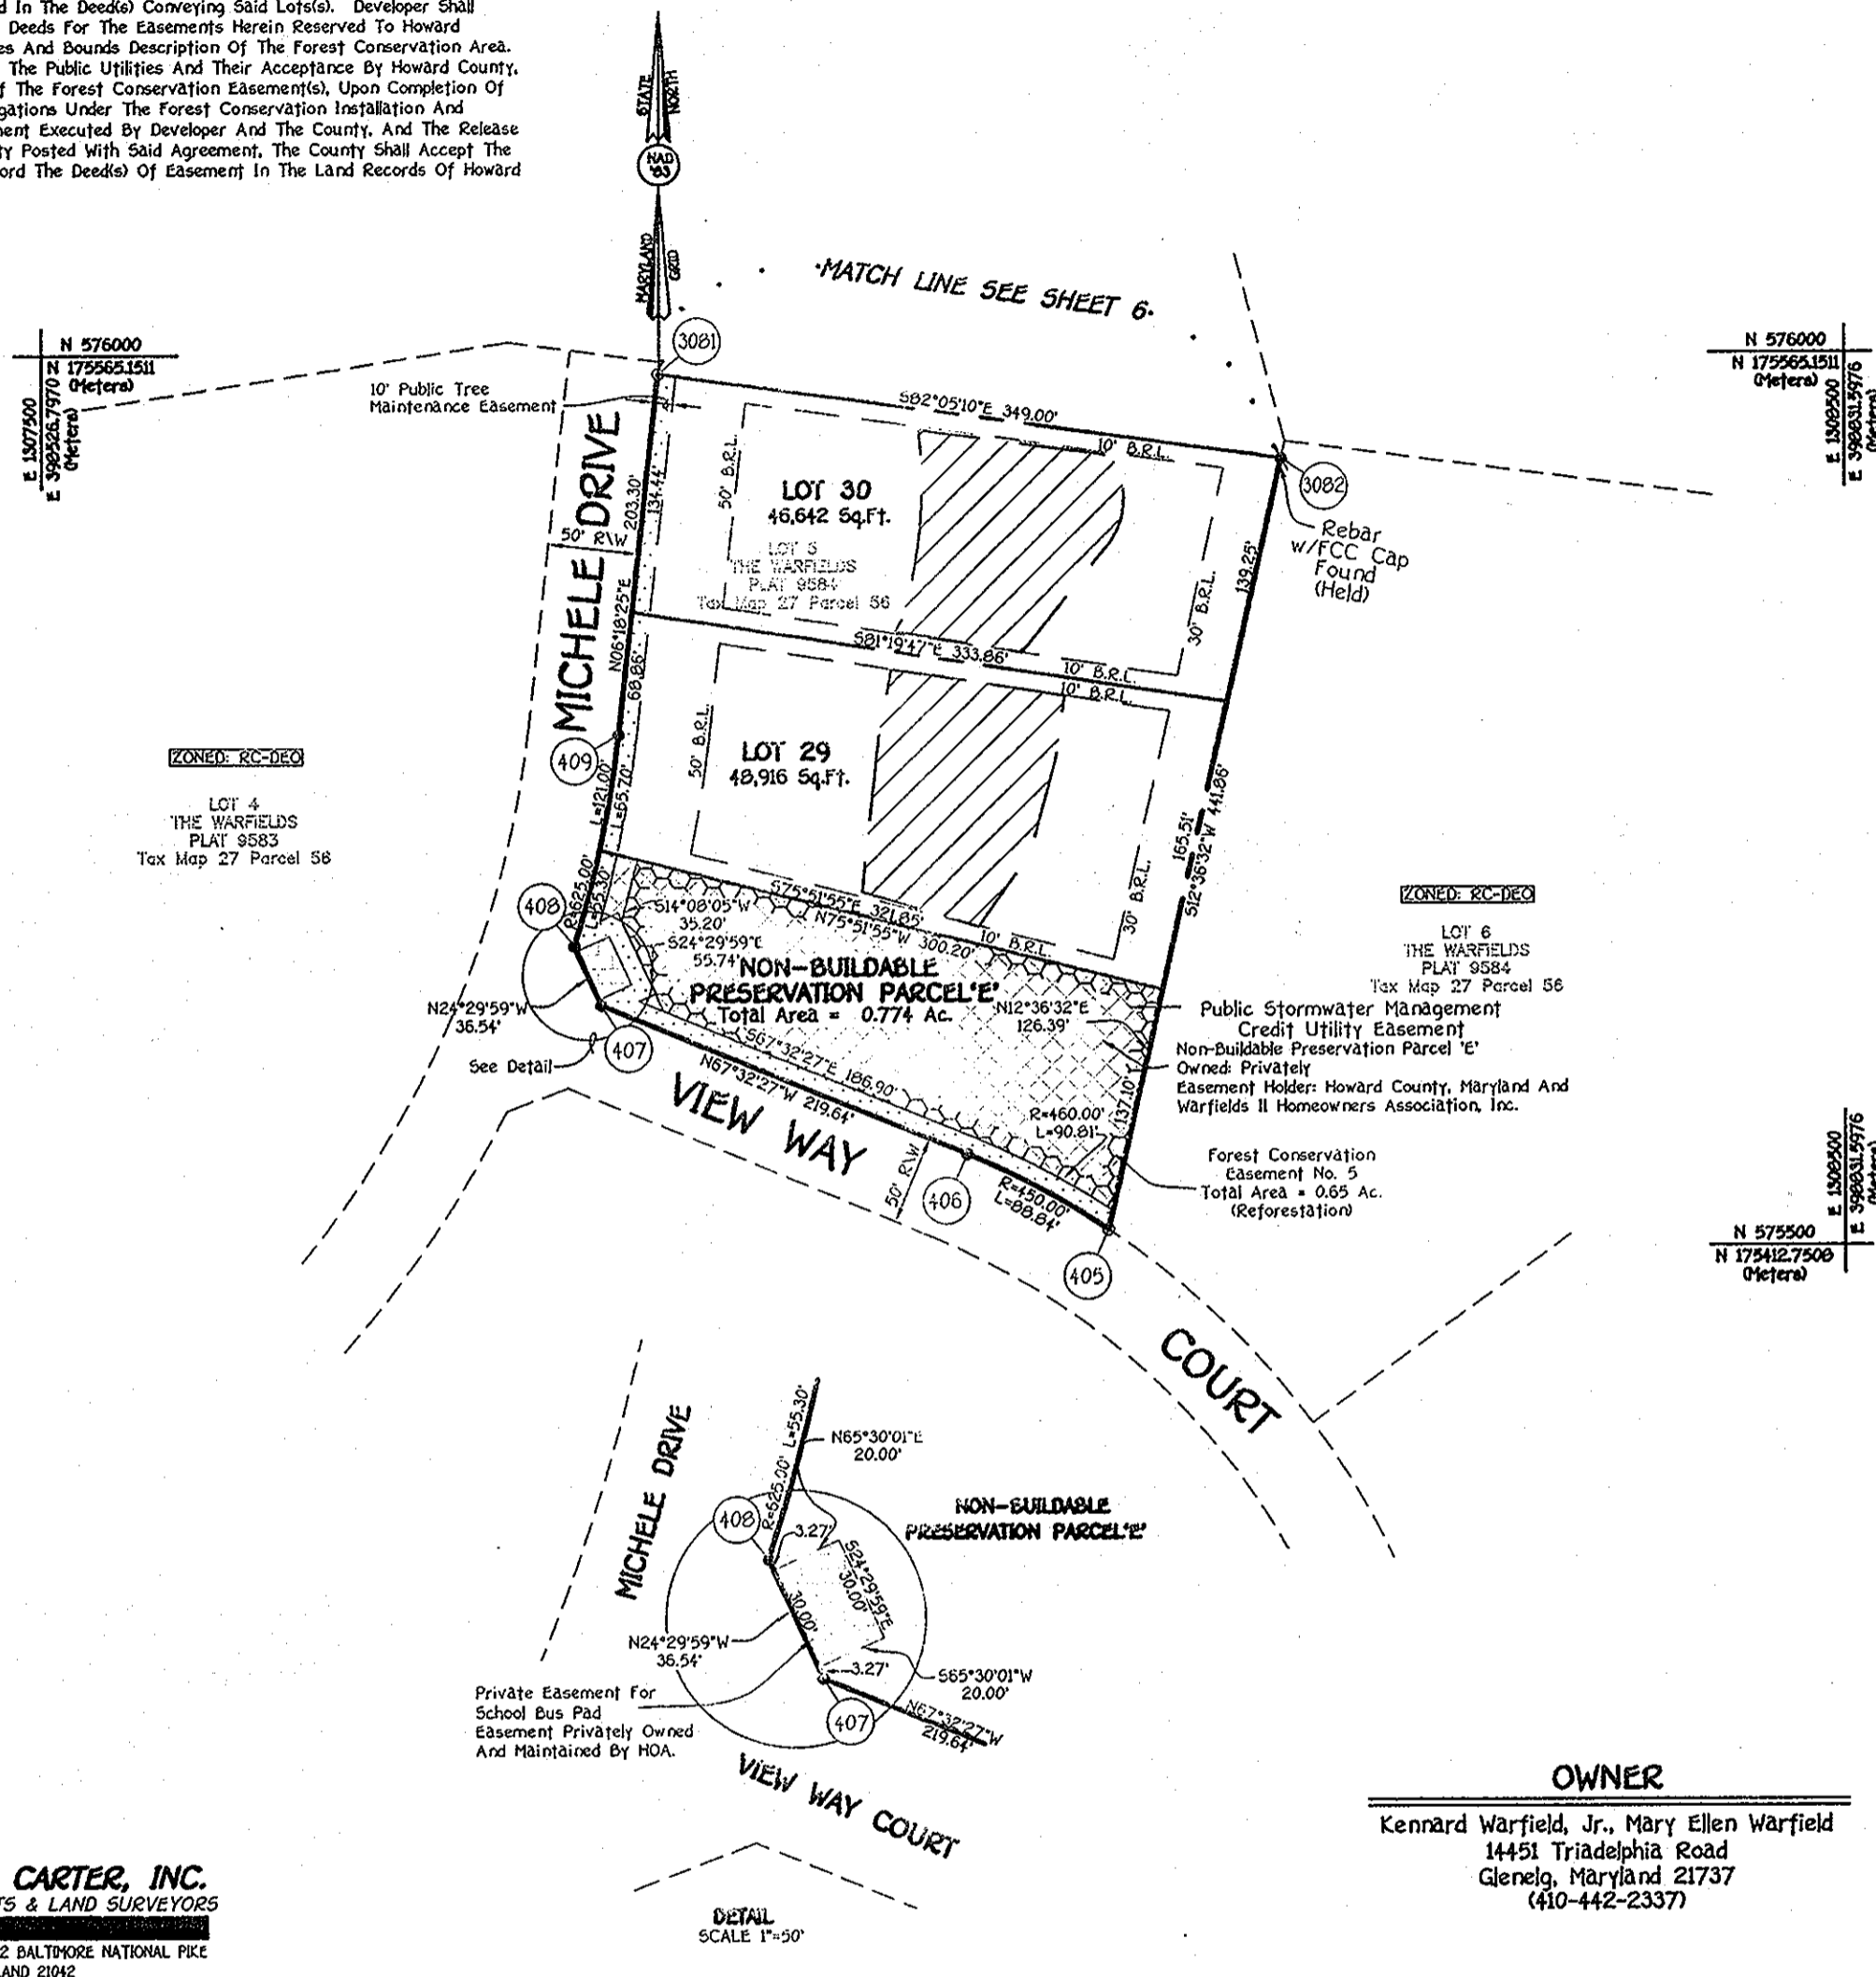 d In The Deed(s) Conveying Said Lots(s). Developer Shall
Deeds For The Easements Herein Reserved To Howard
es And Bounds Description Of The Forest Conservation Area.
The Public Utilities And Their Acceptance By Howard County,
f The Forest Conservation Easement(s), Upon Completion Of
gations Under The Forest Conservation Installation And
ment Executed By Developer And The County, And The Release
ty Posted With Said Agreement, The County Shall Accept The
ord The Deed(s) Of Easement In The Land Records Of Howard
STATE NORTH
NAD '83
MARYLAND GRID
MATCH LINE SEE SHEET 6
N 576000
N 175565.1511
(Meters)
E 1307500
E 398526.7970
(Meters)
N 576000
N 175565.1511
(Meters)
E 1308500
E 398831.5976
(Meters)
3081
10' Public Tree
Maintenance Easement
S82°05'10"E 349.00'
10' B.R.L.
3082
Rebar
w/FCC Cap
Found
(Held)
MICHELE DRIVE
50' R\W
203.30'
134.44'
N06°18'25"E
68.86'
50' B.R.L.
LOT 30
46,642 Sq.Ft.
LOT 5
THE WARFIELDS
PLAT 9584
Tax Map 27 Parcel 56
30' B.R.L.
139.25'
S81°19'47"E 333.86'
10' B.R.L.
10' B.R.L.
409
50' B.R.L.
LOT 29
48,916 Sq.Ft.
L=121.00'
L=65.70'
165.51'
S12°36'32"W 441.86'
30' B.R.L.
ZONED: RC-DEO
LOT 4
THE WARFIELDS
PLAT 9583
Tax Map 27 Parcel 56
ZONED: RC-DEO
LOT 6
THE WARFIELDS
PLAT 9584
Tax Map 27 Parcel 56
408
R=625.00'
L=55.30'
S75°51'55"E 321.85'
N75°51'55"W 300.20'
10' B.R.L.
S14°08'05"W
35.20'
S24°29'59"E
55.74'
NON-BUILDABLE
PRESERVATION PARCEL 'E'
Total Area = 0.774 Ac.
N12°36'32"E
126.39'
Public Stormwater Management
Credit Utility Easement
Non-Buildable Preservation Parcel 'E'
Owned: Privately
Easement Holder: Howard County, Maryland And
Warfields II Homeowners Association, Inc.
N24°29'59"W
36.54'
See Detail
407
S67°32'27"E 186.90'
N67°32'27"W 219.64'
137.10'
R=460.00'
L=90.81'
Forest Conservation
Easement No. 5
Total Area = 0.65 Ac.
(Reforestation)
VIEW WAY
50' R\W
406
R=450.00'
L=88.84'
405
COURT
E 1308500
E 398831.5976
(Meters)
N 575500
N 175412.7508
(Meters)
MICHELE DRIVE
R=625.00' L=55.30'
N65°30'01"E
20.00'
408
3.27'
S24°29'59"E
30.00'
30.00'
NON-BUILDABLE
PRESERVATION PARCEL 'E'
N24°29'59"W
36.54'
3.27'
S65°30'01"W
20.00'
Private Easement For
School Bus Pad
Easement Privately Owned
And Maintained By HOA.
407
N67°32'27"W
219.64'
VIEW WAY COURT
DETAIL
SCALE 1"=50'
OWNER
Kennard Warfield, Jr., Mary Ellen Warfield
14451 Triadelphia Road
Glenelg, Maryland 21737
(410-442-2337)
CARTER, INC.
TS & LAND SURVEYORS
2 BALTIMORE NATIONAL PIKE
LAND 21042